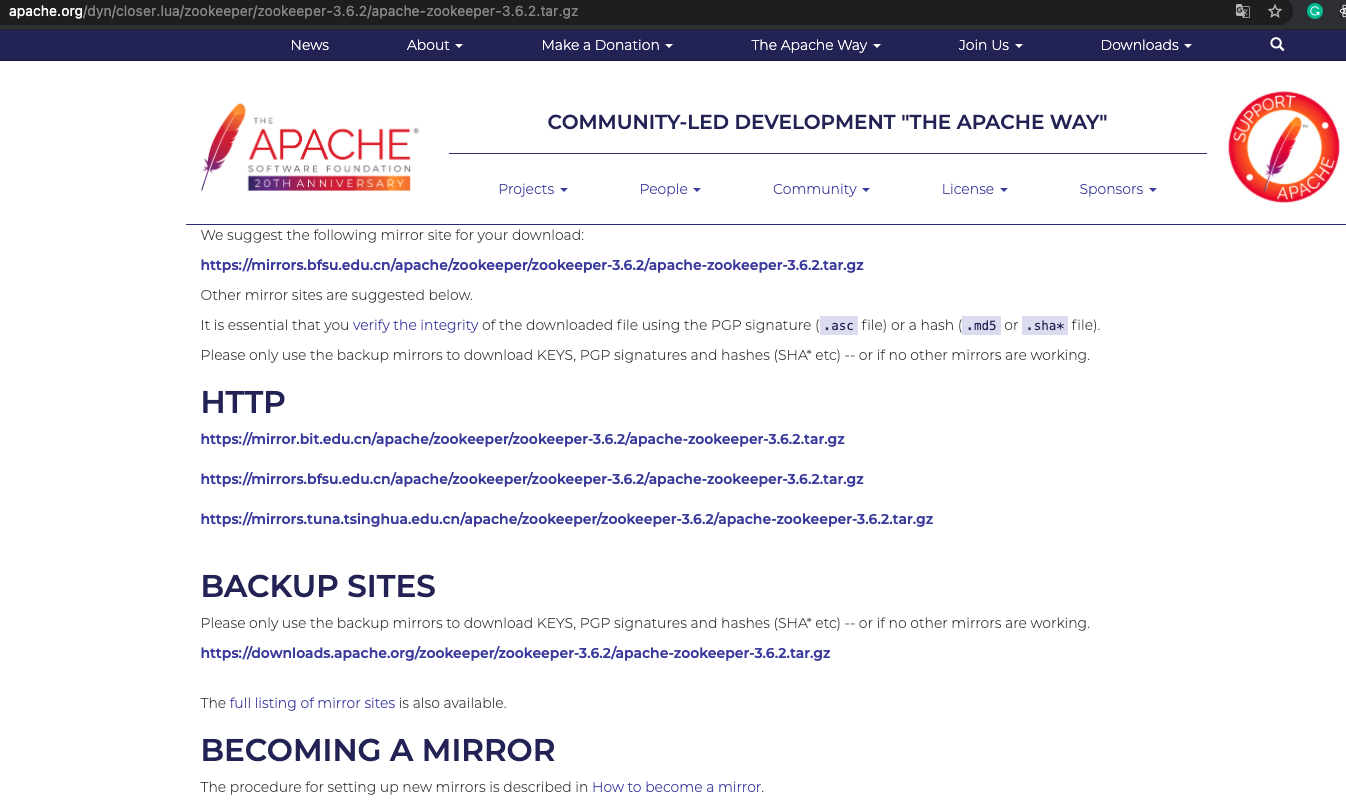 apache.org/dyn/closer.lua/zookeeper/zookeeper-3.6.2/apache-zookeeper-3.6.2.tar.gz
News About Make a Donation The Apache Way Join Us Downloads
THE
APACHE®
SOFTWARE FOUNDATION
20TH ANNIVERSARY
COMMUNITY-LED DEVELOPMENT "THE APACHE WAY"
Projects People Community License Sponsors
SUPPORT
APACHE
We suggest the following mirror site for your download:
https://mirrors.bfsu.edu.cn/apache/zookeeper/zookeeper-3.6.2/apache-zookeeper-3.6.2.tar.gz
Other mirror sites are suggested below.
It is essential that you verify the integrity of the downloaded file using the PGP signature (.asc file) or a hash (.md5 or .sha* file).
Please only use the backup mirrors to download KEYS, PGP signatures and hashes (SHA* etc) -- or if no other mirrors are working.
HTTP
https://mirror.bit.edu.cn/apache/zookeeper/zookeeper-3.6.2/apache-zookeeper-3.6.2.tar.gz
https://mirrors.bfsu.edu.cn/apache/zookeeper/zookeeper-3.6.2/apache-zookeeper-3.6.2.tar.gz
https://mirrors.tuna.tsinghua.edu.cn/apache/zookeeper/zookeeper-3.6.2/apache-zookeeper-3.6.2.tar.gz
BACKUP SITES
Please only use the backup mirrors to download KEYS, PGP signatures and hashes (SHA* etc) -- or if no other mirrors are working.
https://downloads.apache.org/zookeeper/zookeeper-3.6.2/apache-zookeeper-3.6.2.tar.gz
The full listing of mirror sites is also available.
BECOMING A MIRROR
The procedure for setting up new mirrors is described in How to become a mirror.